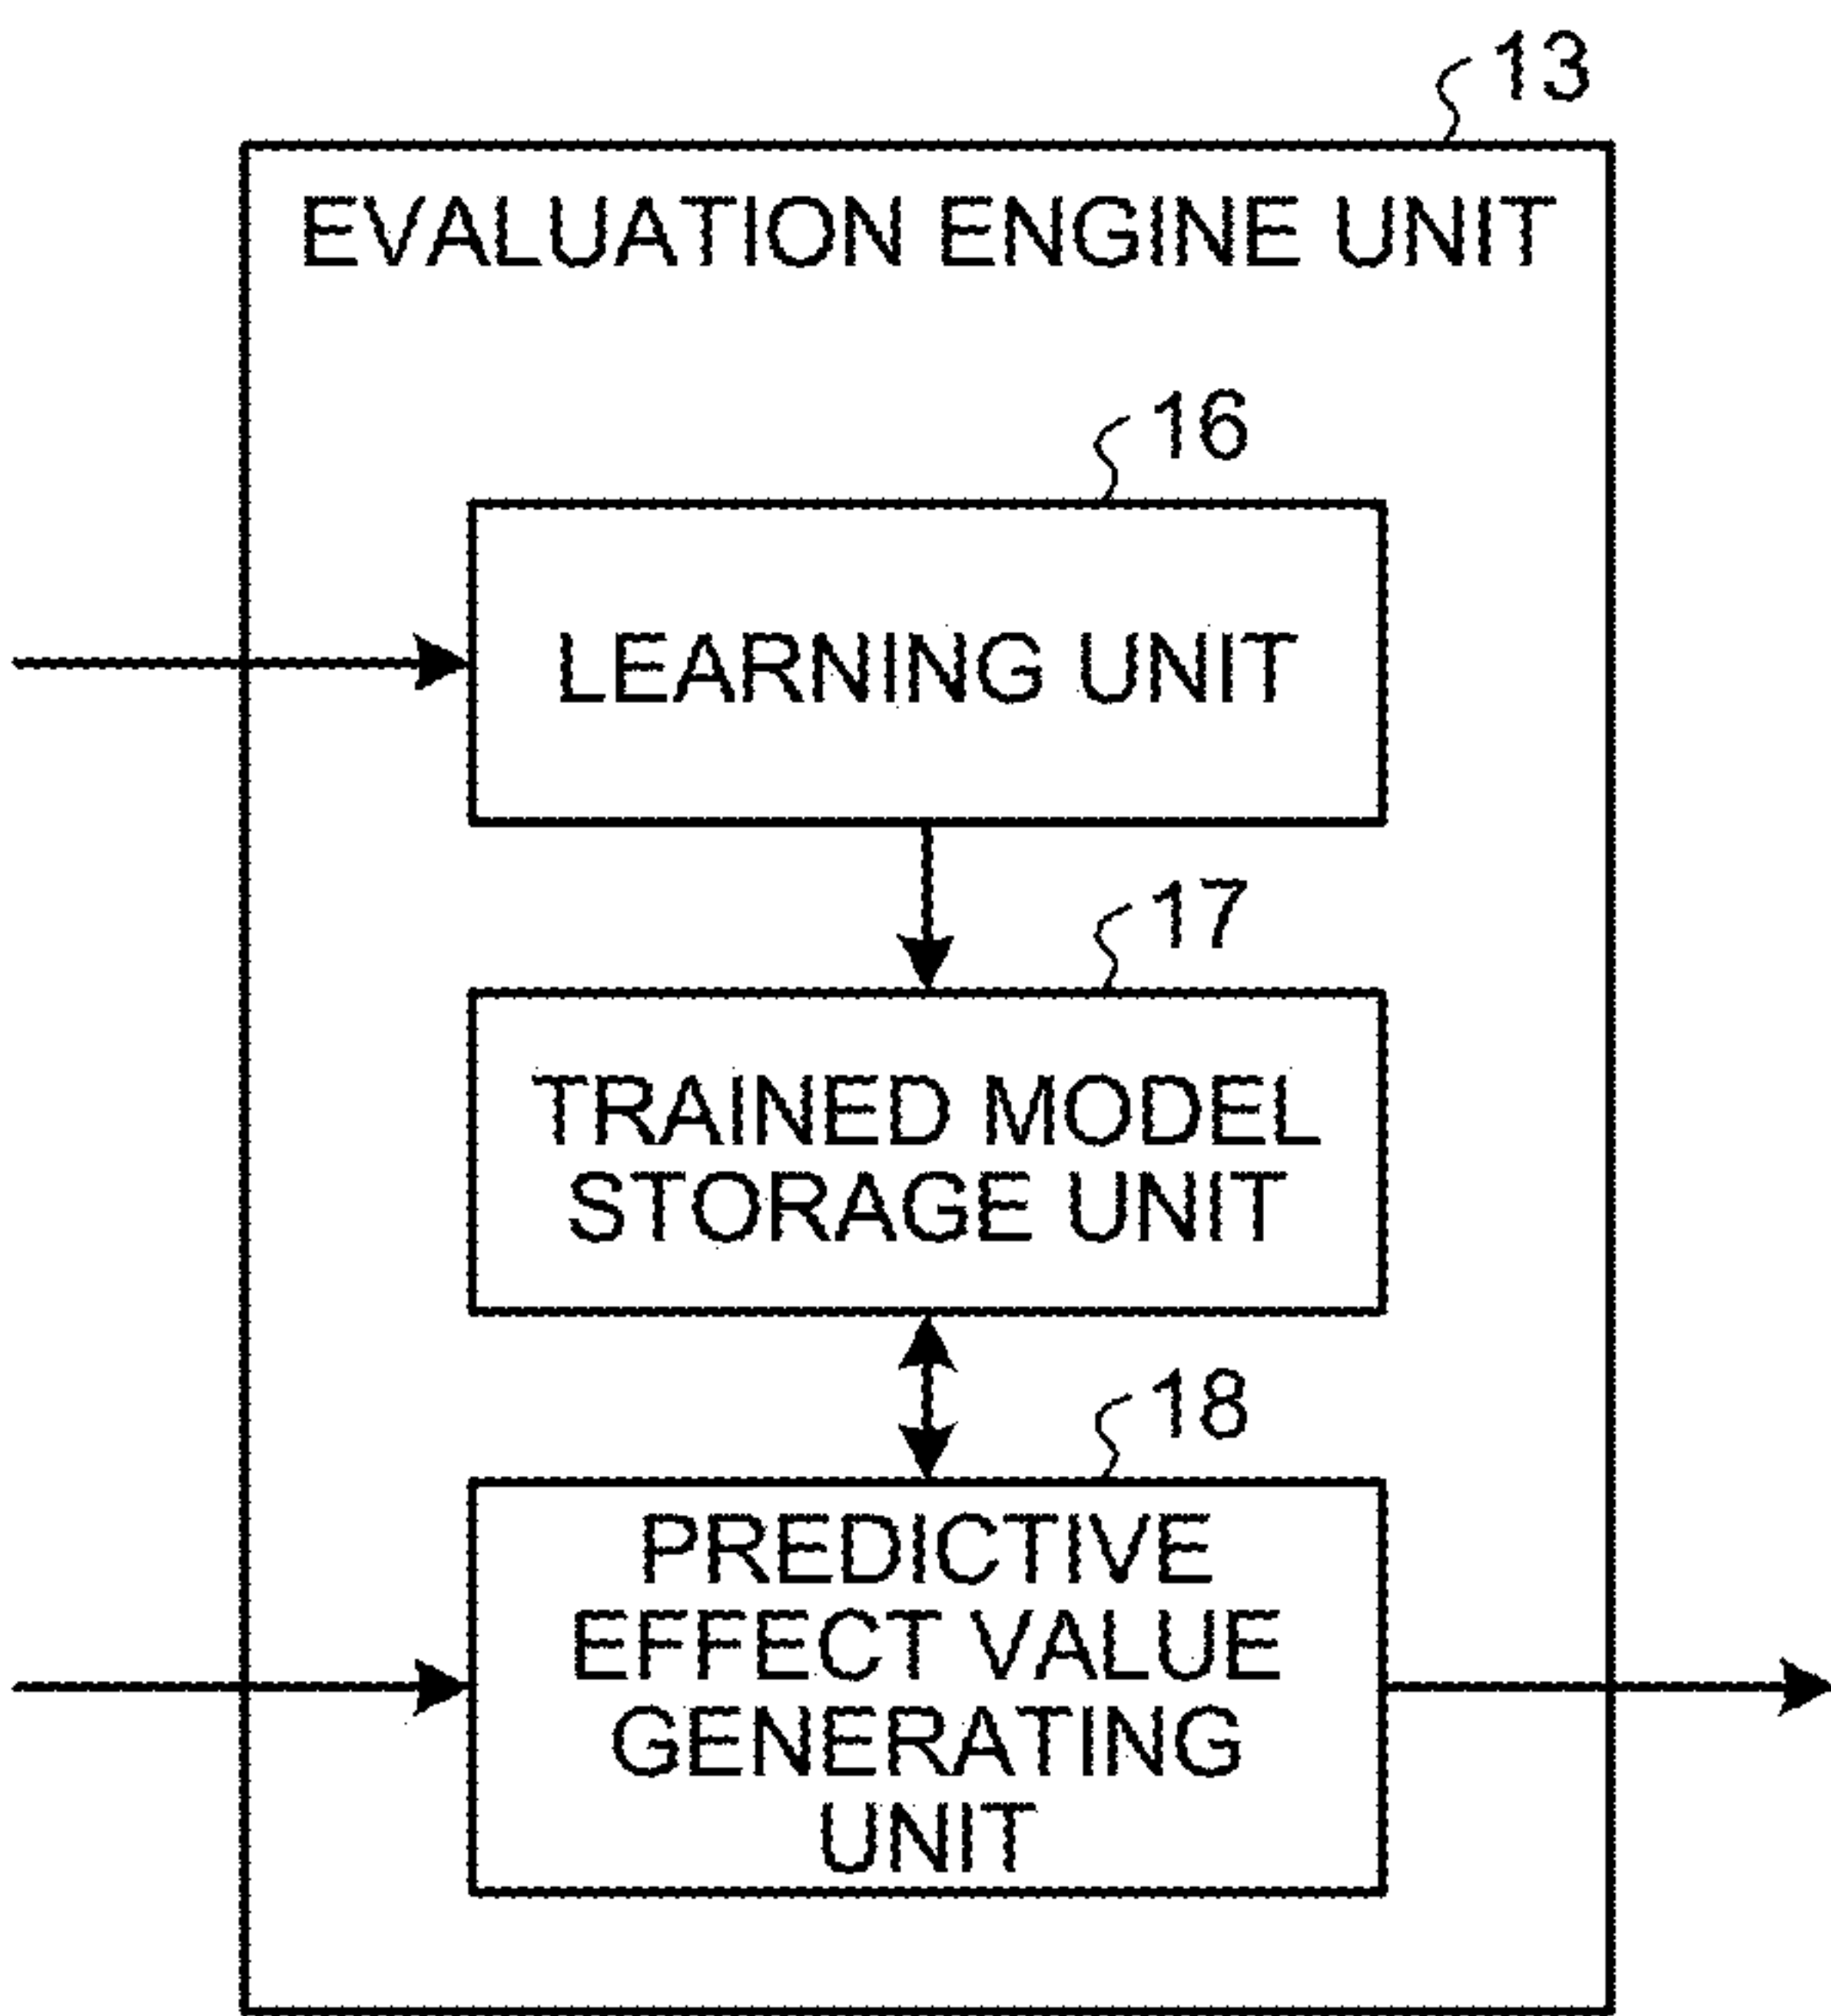 13
EVALUATION ENGINE UNIT
16
LEARNING UNIT
17
TRAINED MODEL
STORAGE UNIT
18
PREDICTIVE
EFFECT VALUE
GENERATING
UNIT